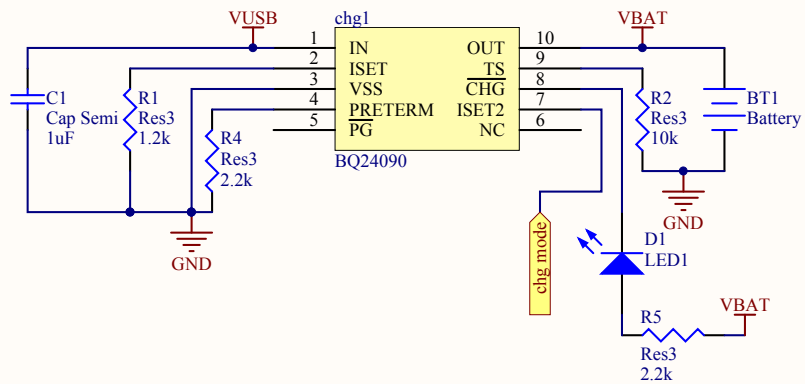 VUSB
chg1
VBAT
1 IN OUT 10
2 ISET TS 9
3 VSS CHG 8
4 PRETERM ISET2 7
5 PG NC 6
BQ24090
C1
Cap Semi
1uF
R1
Res3
1.2k
R4
Res3
2.2k
R2
Res3
10k
BT1
Battery
GND
GND
chg mode
D1
LED1
VBAT
R5
Res3
2.2k